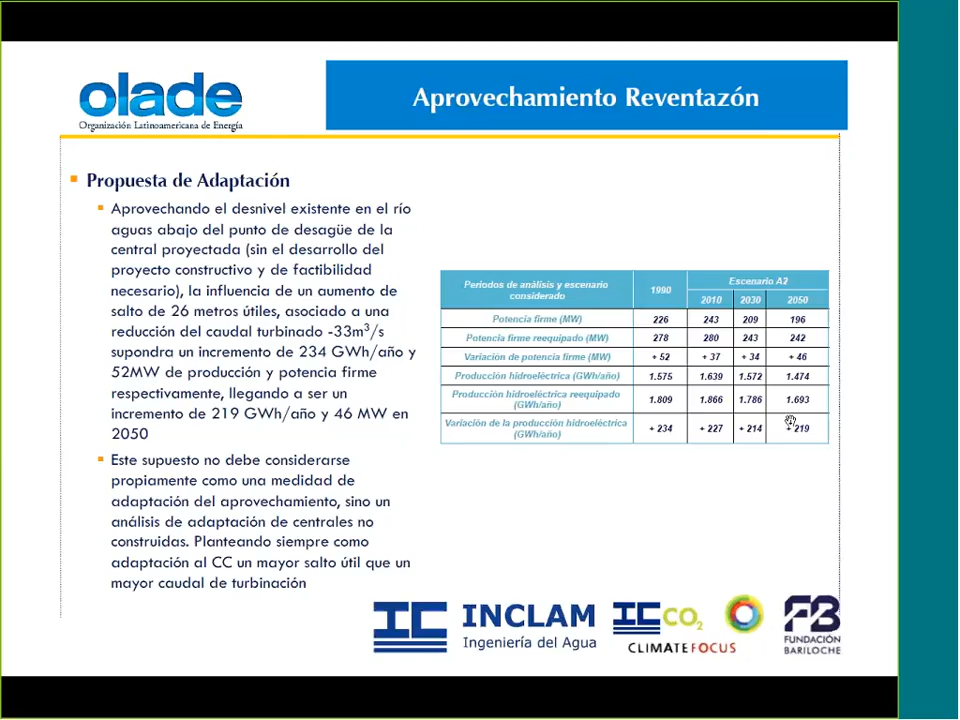 olade
Organización Latinoamericana de Energía
Aprovechamiento Reventazón
Propuesta de Adaptación
Aprovechando el desnivel existente en el río
aguas abajo del punto de desagüe de la
central proyectada (sin el desarrollo del
proyecto constructivo y de factibilidad
necesario), la influencia de un aumento de
salto de 26 metros útiles, asociado a una
reducción del caudal turbinado -33m³/s
supondra un incremento de 234 GWh/año y
52MW de producción y potencia firme
respectivamente, llegando a ser un
incremento de 219 GWh/año y 46 MW en
2050
Este supuesto no debe considerarse
propiamente como una medidad de
adaptación del aprovechamiento, sino un
análisis de adaptación de centrales no
construidas. Planteando siempre como
adaptación al CC un mayor salto útil que un
mayor caudal de turbinación
Periodos de análisis y escenario considerado 1990 Escenario A2
2010 2030 2050
Potencia firme (MW) 226 243 209 196
Potencia firme reequipado (MW) 278 280 243 242
Variación de potencia firme (MW) + 52 + 37 + 34 + 46
Producción hidroeléctrica (GWh/año) 1.575 1.639 1.572 1.474
Producción hidroeléctrica reequipado (GWh/año) 1.809 1.866 1.786 1.693
Variación de la producción hidroeléctrica (GWh/año) + 234 + 227 + 214 + 219
IC INCLAM
Ingeniería del Agua
IC CO₂
CLIMATEFOCUS
FB
FUNDACIÓN
BARILOCHE